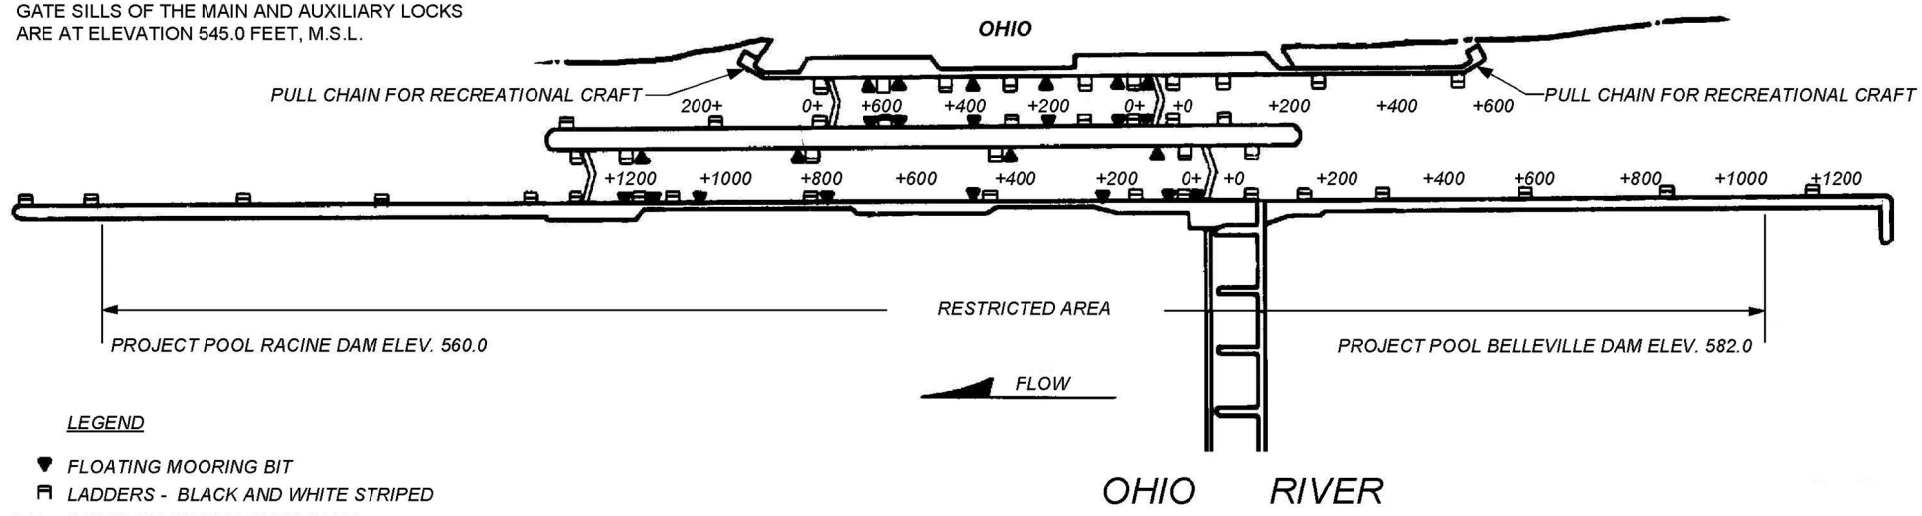 GATE SILLS OF THE MAIN AND AUXILIARY LOCKS
ARE AT ELEVATION 545.0 FEET, M.S.L.
OHIO
PULL CHAIN FOR RECREATIONAL CRAFT
PULL CHAIN FOR RECREATIONAL CRAFT
200+ 0+ +600 +400 +200 0+ +0 +200 +400 +600
+1200 +1000 +800 +600 +400 +200 0+ +0 +200 +400 +600 +800 +1000 +1200
RESTRICTED AREA
PROJECT POOL RACINE DAM ELEV. 560.0
PROJECT POOL BELLEVILLE DAM ELEV. 582.0
FLOW
LEGEND
FLOATING MOORING BIT
LADDERS - BLACK AND WHITE STRIPED
OHIO RIVER